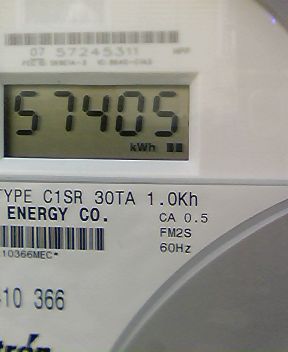 07 57245311
57405
kWh
TYPE C1SR 30TA 1.0Kh
ENERGY CO. CA 0.5
FM2S
60Hz
10366MEC*
10 366